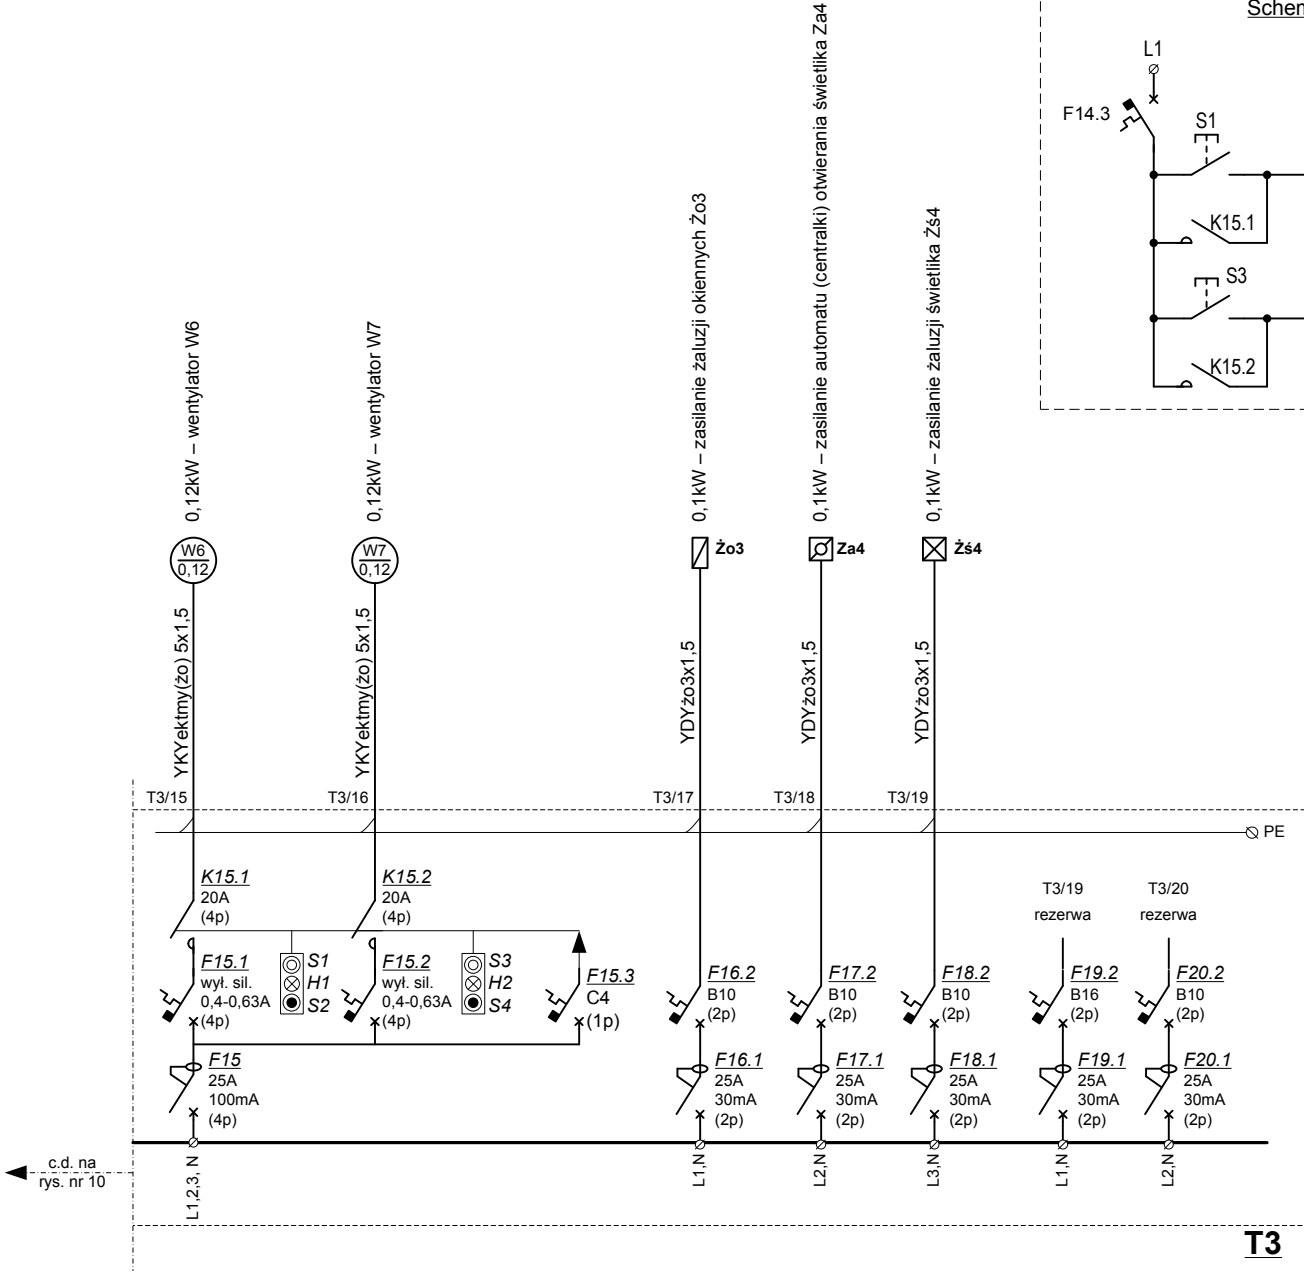 Schem
L1
F14.3
S1
K15.1
S3
K15.2
0,12kW – wentylator W6
0,12kW – wentylator W7
0,1kW – zasilanie żaluzji okiennych Żo3
0,1kW – zasilanie automatu (centralki) otwierania świetlika Za4
0,1kW – zasilanie żaluzji świetlika Żś4
W6
0,12
W7
0,12
Żo3
Za4
Żś4
YKYektmy(żo) 5x1,5
YKYektmy(żo) 5x1,5
YDYżo3x1,5
YDYżo3x1,5
YDYżo3x1,5
T3/15
T3/16
T3/17
T3/18
T3/19
PE
K15.1
20A
(4p)
K15.2
20A
(4p)
T3/19
rezerwa
T3/20
rezerwa
F15.1
wył. sil.
0,4-0,63A
(4p)
S1
H1
S2
F15.2
wył. sil.
0,4-0,63A
(4p)
S3
H2
S4
F15.3
C4
(1p)
F16.2
B10
(2p)
F17.2
B10
(2p)
F18.2
B10
(2p)
F19.2
B16
(2p)
F20.2
B10
(2p)
F15
25A
100mA
(4p)
F16.1
25A
30mA
(2p)
F17.1
25A
30mA
(2p)
F18.1
25A
30mA
(2p)
F19.1
25A
30mA
(2p)
F20.1
25A
30mA
(2p)
c.d. na
rys. nr 10
L1,2,3, N
L1,N
L2,N
L3,N
L1,N
L2,N
T3